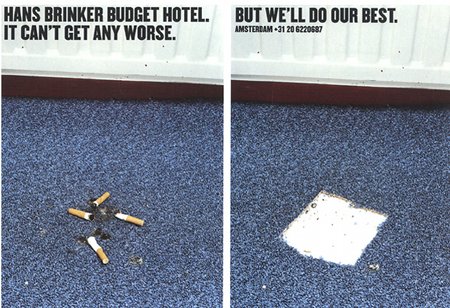 HANS BRINKER BUDGET HOTEL.
IT CAN'T GET ANY WORSE.
BUT WE'LL DO OUR BEST.
AMSTERDAM +31 20 6220687